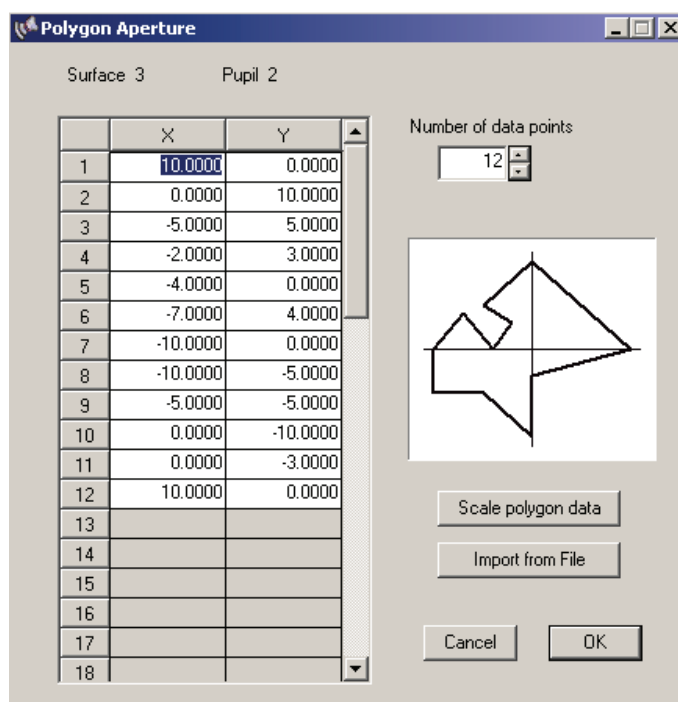 Polygon Aperture
Surface 3 Pupil 2
Number of data points
12
X Y
1 10.0000 0.0000
2 0.0000 10.0000
3 -5.0000 5.0000
4 -2.0000 3.0000
5 -4.0000 0.0000
6 -7.0000 4.0000
7 -10.0000 0.0000
8 -10.0000 -5.0000
9 -5.0000 -5.0000
10 0.0000 -10.0000
11 0.0000 -3.0000
12 10.0000 0.0000
13
14
15
16
17
18
Scale polygon data
Import from File
Cancel OK